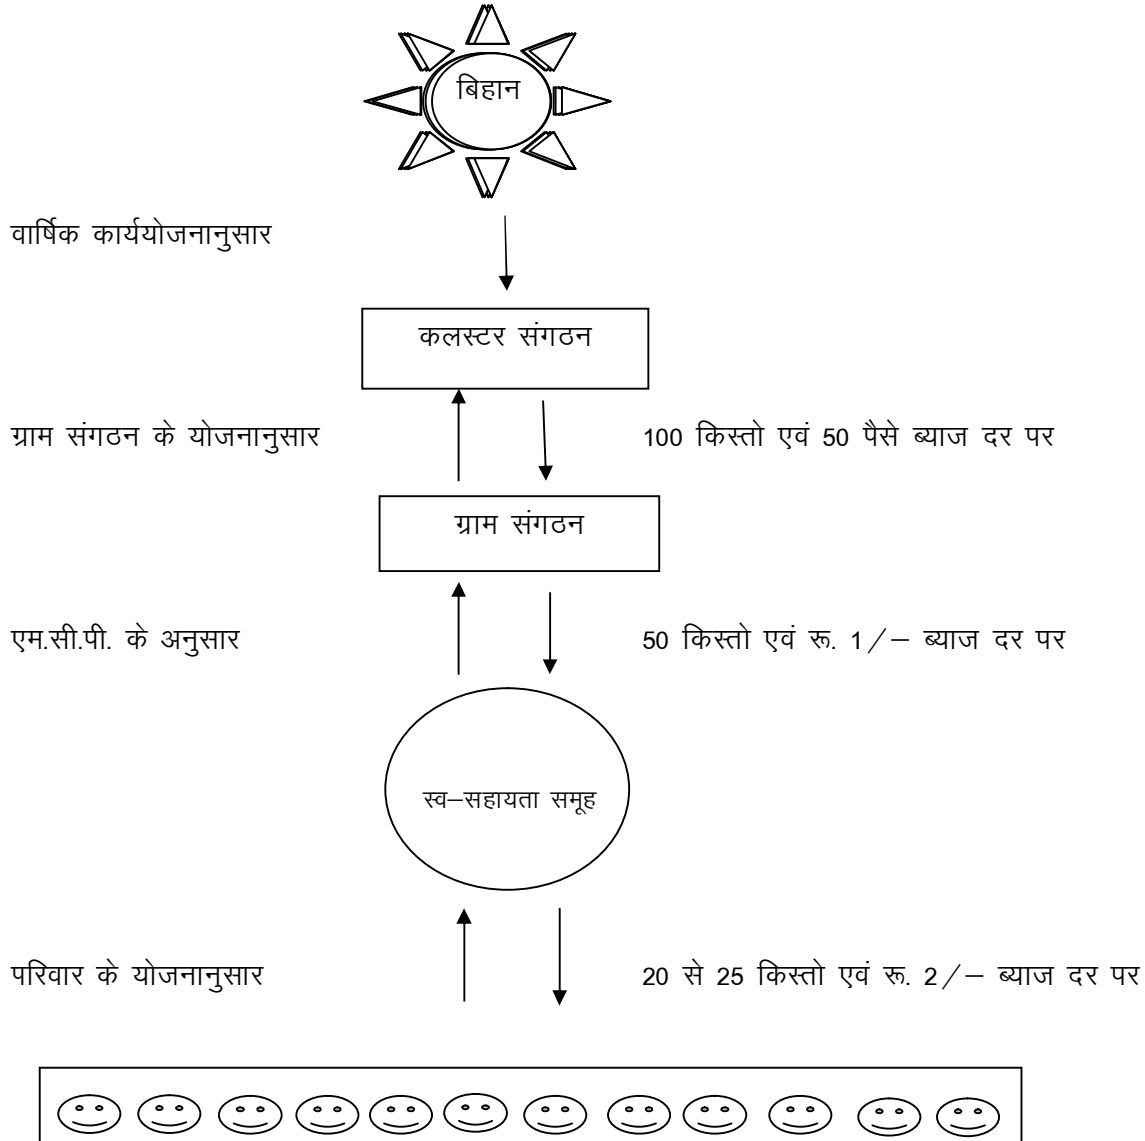 बिहान
वार्षिक कार्ययोजनानुसार
कलस्टर संगठन
ग्राम संगठन के योजनानुसार
100 किस्तो एवं 50 पैसे ब्याज दर पर
ग्राम संगठन
एम.सी.पी. के अनुसार
50 किस्तो एवं रू. 1/– ब्याज दर पर
स्व–सहायता समूह
परिवार के योजनानुसार
20 से 25 किस्तो एवं रू. 2/– ब्याज दर पर